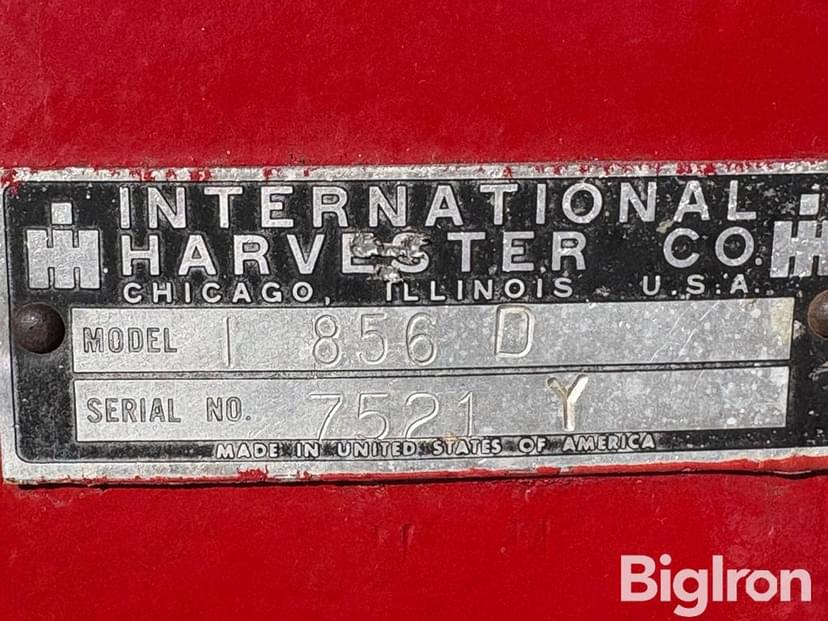 INTERNATIONAL
HARVESTER CO.
CHICAGO, ILLINOIS U.S.A.
MODEL I 856 D
SERIAL NO. 7521 Y
MADE IN UNITED STATES OF AMERICA
BigIron